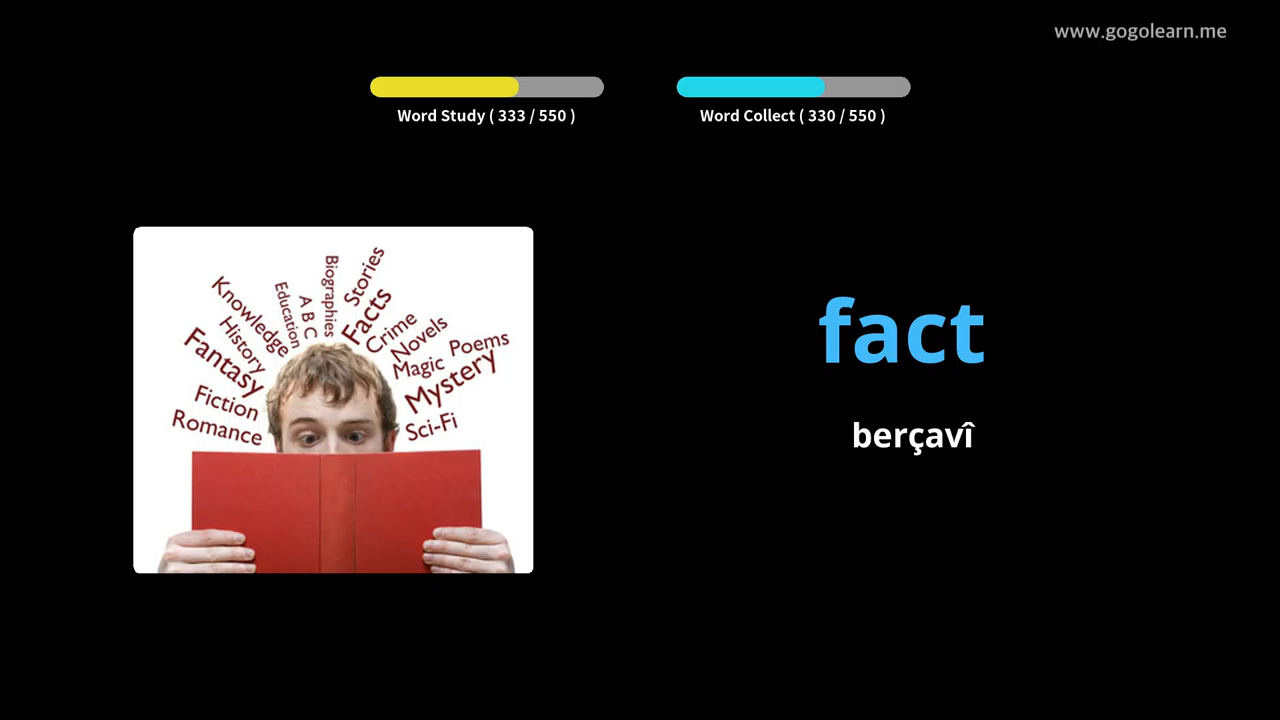 www.gogolearn.me
Word Study ( 333 / 550 )
Word Collect ( 330 / 550 )
Knowledge
Education
A B C
Biographies
Stories
Facts
Crime
Novels
Poems
Magic
Mystery
Sci-Fi
History
Fantasy
Fiction
Romance
fact
berçavî